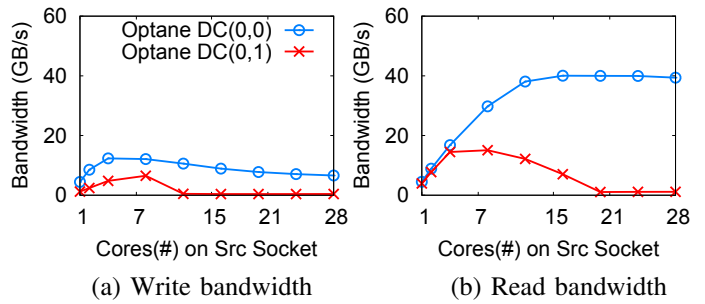 60
40
20
0
Bandwidth (GB/s)
Optane DC(0,0)
Optane DC(0,1)
1 7 15 21 28
Cores(#) on Src Socket
(a) Write bandwidth
60
40
20
0
Bandwidth (GB/s)
1 7 15 21 28
Cores(#) on Src Socket
(b) Read bandwidth